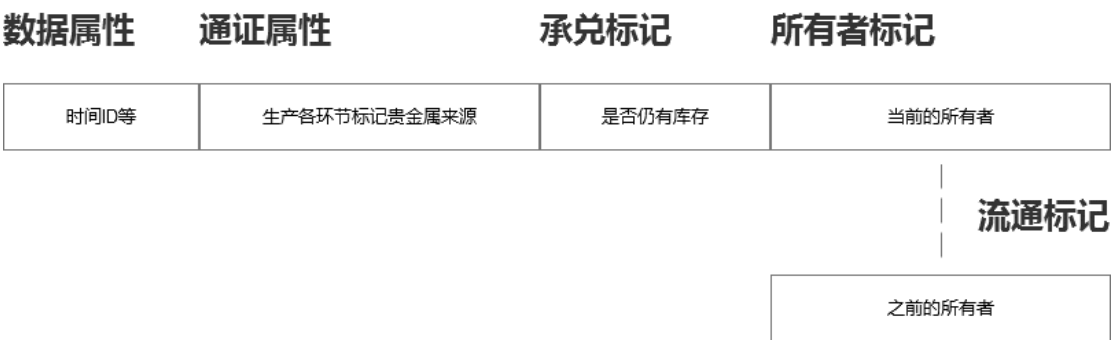 数据属性 通证属性 承兑标记 所有者标记
时间ID等 生产各环节标记贵金属来源 是否仍有库存 当前的所有者
流通标记
之前的所有者